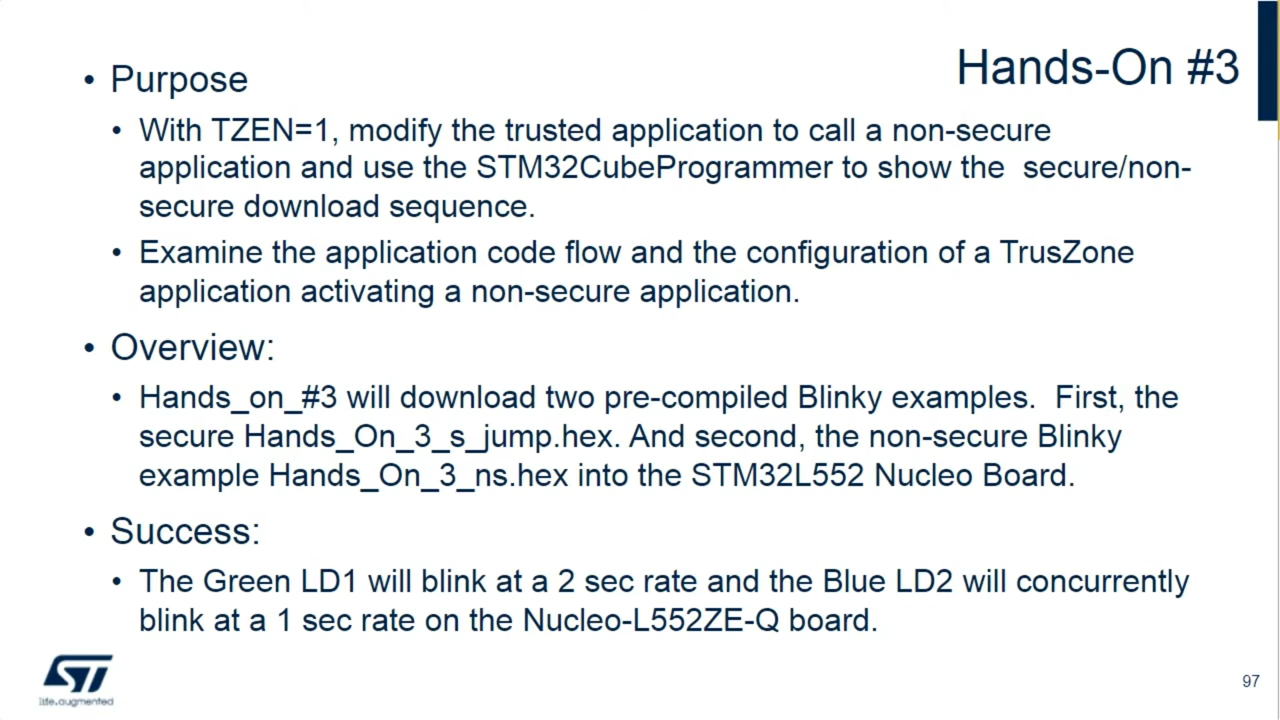 Hands-On #3
• Purpose
• With TZEN=1, modify the trusted application to call a non-secure
application and use the STM32CubeProgrammer to show the  secure/non-
secure download sequence.
• Examine the application code flow and the configuration of a TrusZone
application activating a non-secure application.
• Overview:
• Hands_on_#3 will download two pre-compiled Blinky examples.  First, the
secure Hands_On_3_s_jump.hex. And second, the non-secure Blinky
example Hands_On_3_ns.hex into the STM32L552 Nucleo Board.
• Success:
• The Green LD1 will blink at a 2 sec rate and the Blue LD2 will concurrently
blink at a 1 sec rate on the Nucleo-L552ZE-Q board.
ST
life.augmented
97